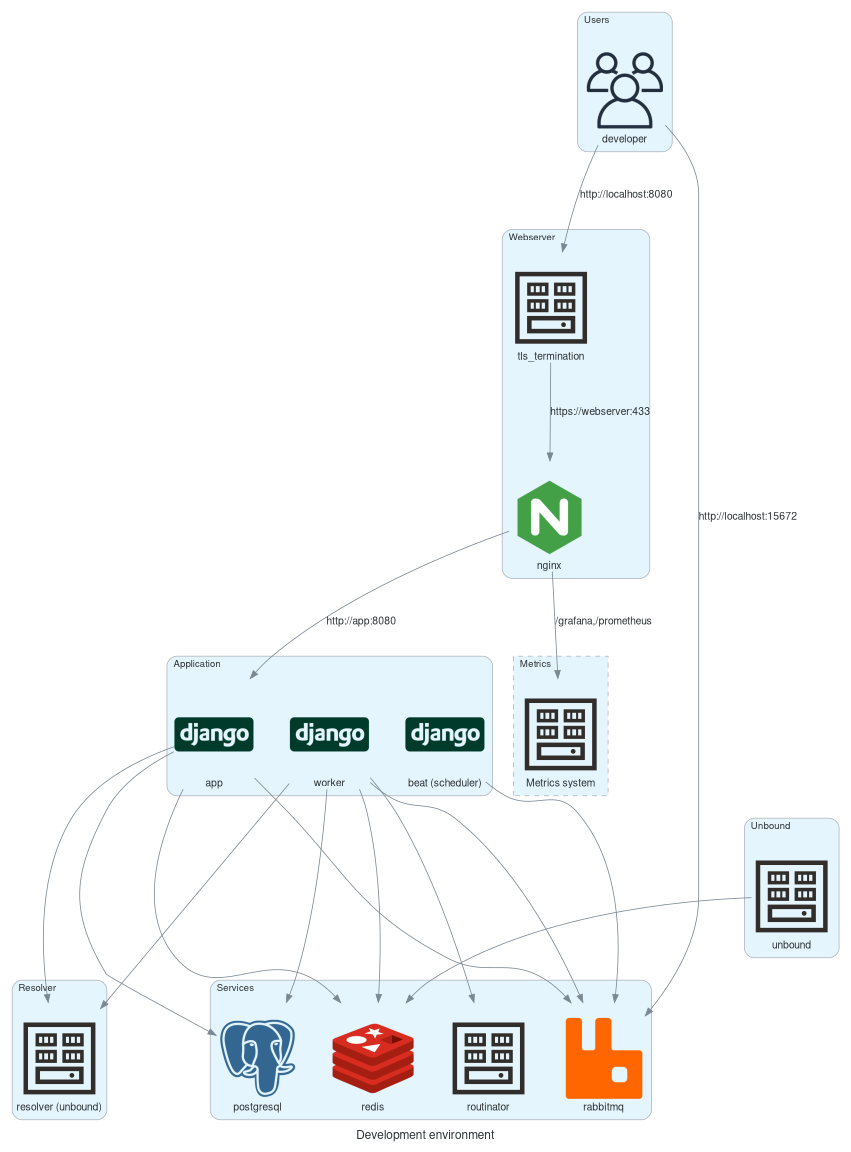 Users
developer
http://localhost:8080
Webserver
tls_termination
https://webserver:433
http://localhost:15672
N
nginx
http://app:8080
/grafana,/prometheus
Application
Metrics
django
django
django
app
worker
beat (scheduler)
Metrics system
Unbound
unbound
Resolver
Services
resolver (unbound)
postgresql
redis
routinator
rabbitmq
Development environment